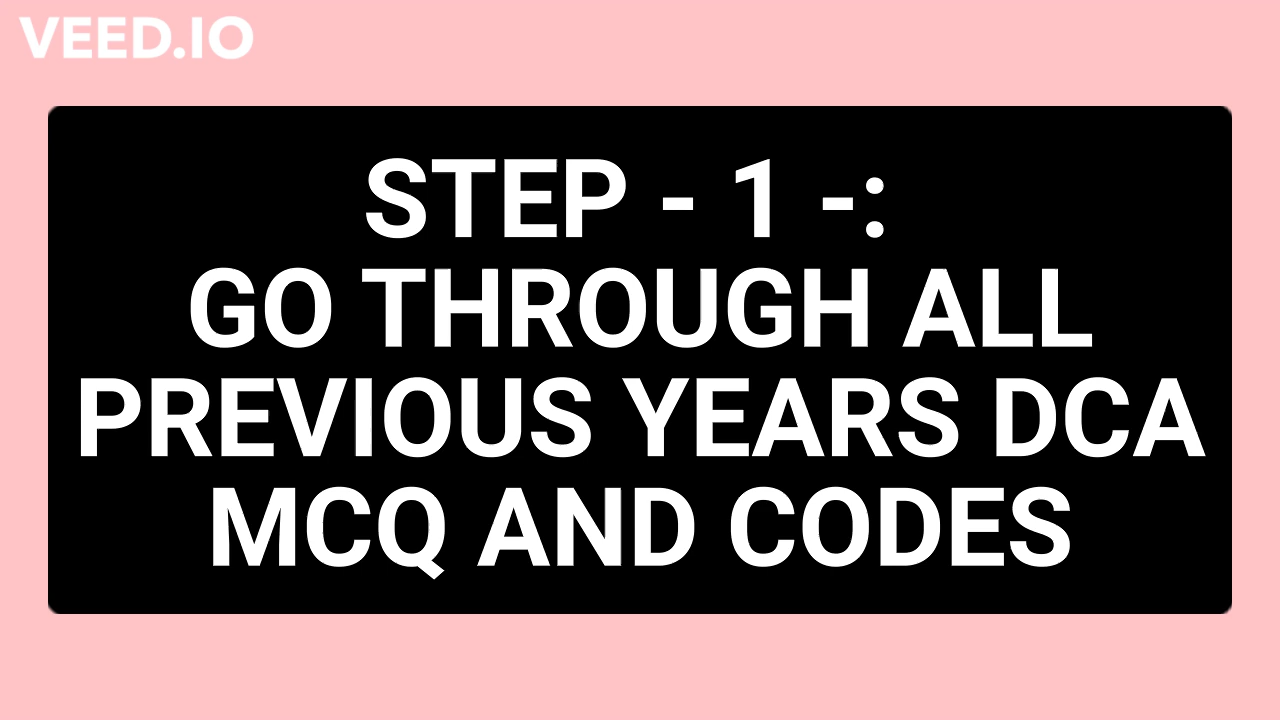 VEED.IO
STEP - 1 -:
GO THROUGH ALL
PREVIOUS YEARS DCA
MCQ AND CODES